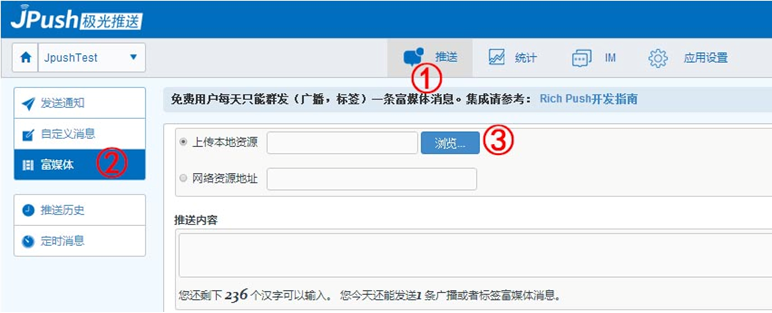 JPush极光推送
JpushTest
推送 统计 IM 应用设置
①
发送通知
自定义消息
富媒体 ②
推送历史
定时消息
免费用户每天只能群发（广播，标签）一条富媒体消息。集成请参考： Rich Push开发指南
上传本地资源 浏览... ③
网络资源地址
推送内容
您还剩下 236 个汉字可以输入。 您今天还能发送1 条广播或者标签富媒体消息。